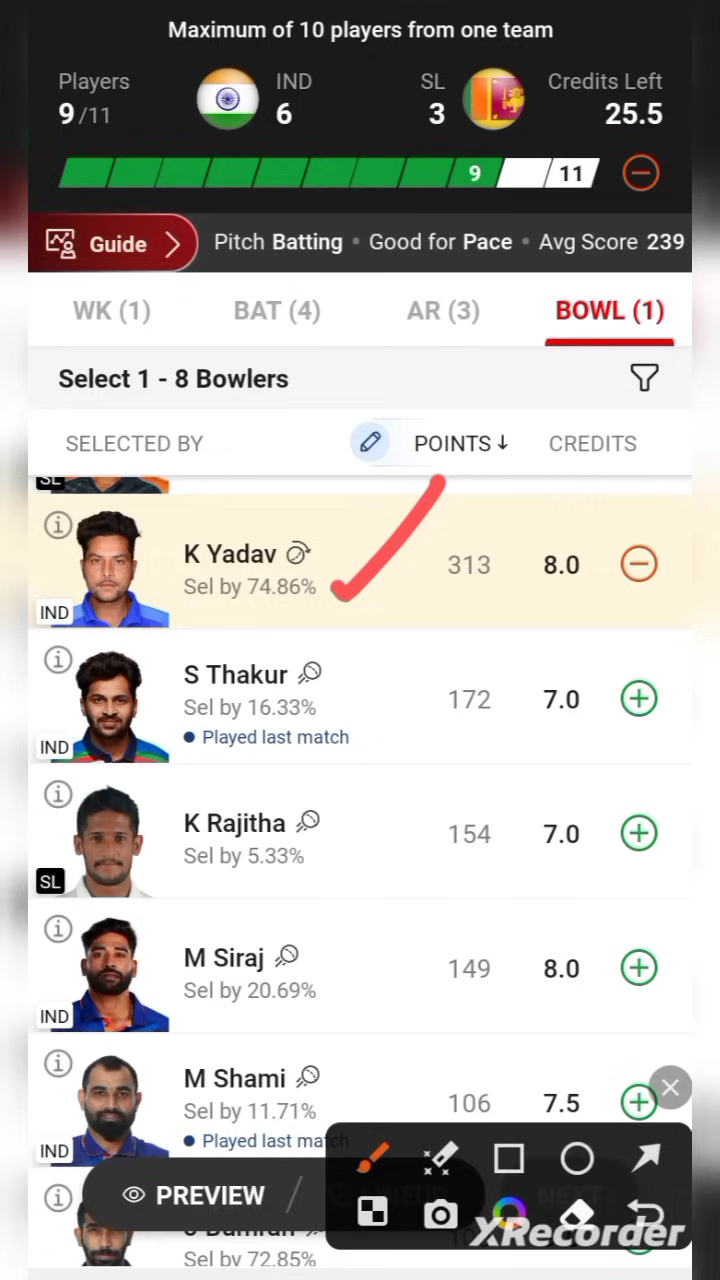 Maximum of 10 players from one team
Players IND SL Credits Left
9/11 6 3 25.5
9 11
Guide Pitch Batting • Good for Pace • Avg Score 239
WK (1) BAT (4) AR (3) BOWL (1)
Select 1 - 8 Bowlers
SELECTED BY POINTS↓ CREDITS
SL
K Yadav 313 8.0
Sel by 74.86%
IND
S Thakur 172 7.0
Sel by 16.33%
• Played last match
IND
K Rajitha 154 7.0
Sel by 5.33%
SL
M Siraj 149 8.0
Sel by 20.69%
IND
M Shami 106 7.5
Sel by 11.71%
• Played last match
IND
PREVIEW
XRecorder
Sel by 72.85%